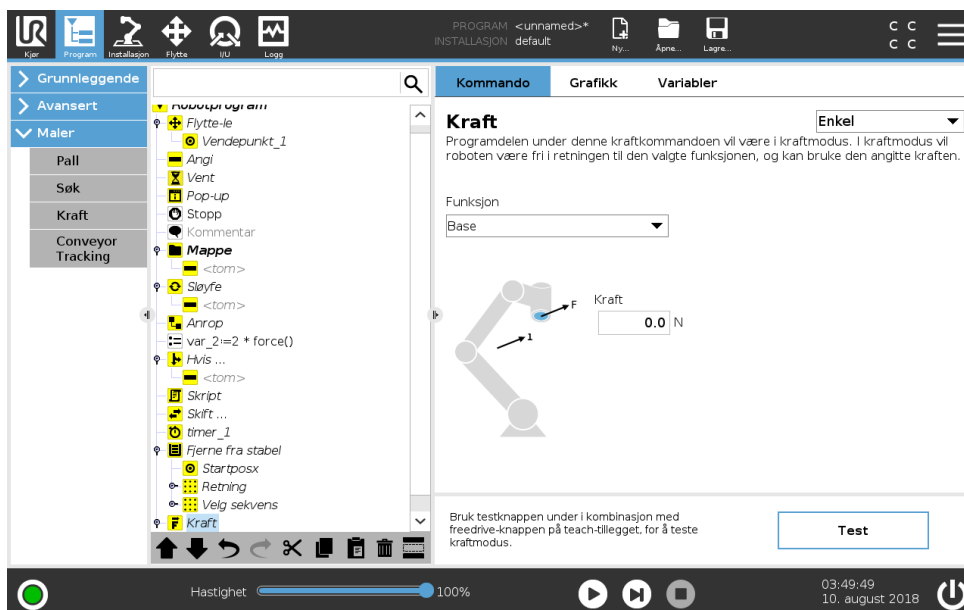 UR
PROGRAM <unnamed>*
INSTALLASJON default
Kjør
Program
Installasjon
Flytte
I/U
Logg
Ny...
Åpne...
Lagre...
C C
C C
Grunnleggende
Avansert
Maler
Pall
Søk
Kraft
Conveyor
Tracking
Robotprogram
Flytte-le
Vendepunkt_1
Angi
Vent
Pop-up
Stopp
Kommentar
Mappe
<tom>
Sløyfe
<tom>
Anrop
var_2:=2 * force()
Hvis ...
<tom>
Skript
Skift ...
timer_1
Fjerne fra stabel
Startposx
Retning
Velg sekvens
Kraft
Kommando
Grafikk
Variabler
Kraft
Enkel
Programdelen under denne kraftkommandoen vil være i kraftmodus. I kraftmodus vil
roboten være fri i retningen til den valgte funksjonen, og kan bruke den angitte kraften.
Funksjon
Base
F
1
Kraft
0.0 N
Bruk testknappen under i kombinasjon med
freedrive-knappen på teach-tillegget, for å teste
kraftmodus.
Test
Hastighet
100%
03:49:49
10. august 2018